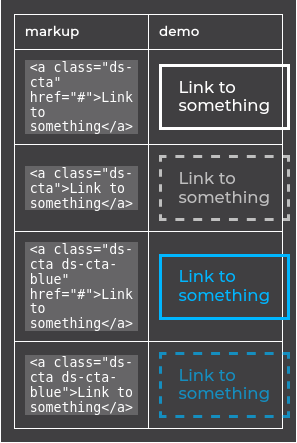 markup
demo
<a class="ds-
cta"
href="#">Link
to
something</a>
Link to
something
<a class="ds-
cta">Link to
something</a>
Link to
something
<a class="ds-
cta ds-cta-
blue"
href="#">Link
to
something</a>
Link to
something
<a class="ds-
cta ds-cta-
blue">Link to
something</a>
Link to
something